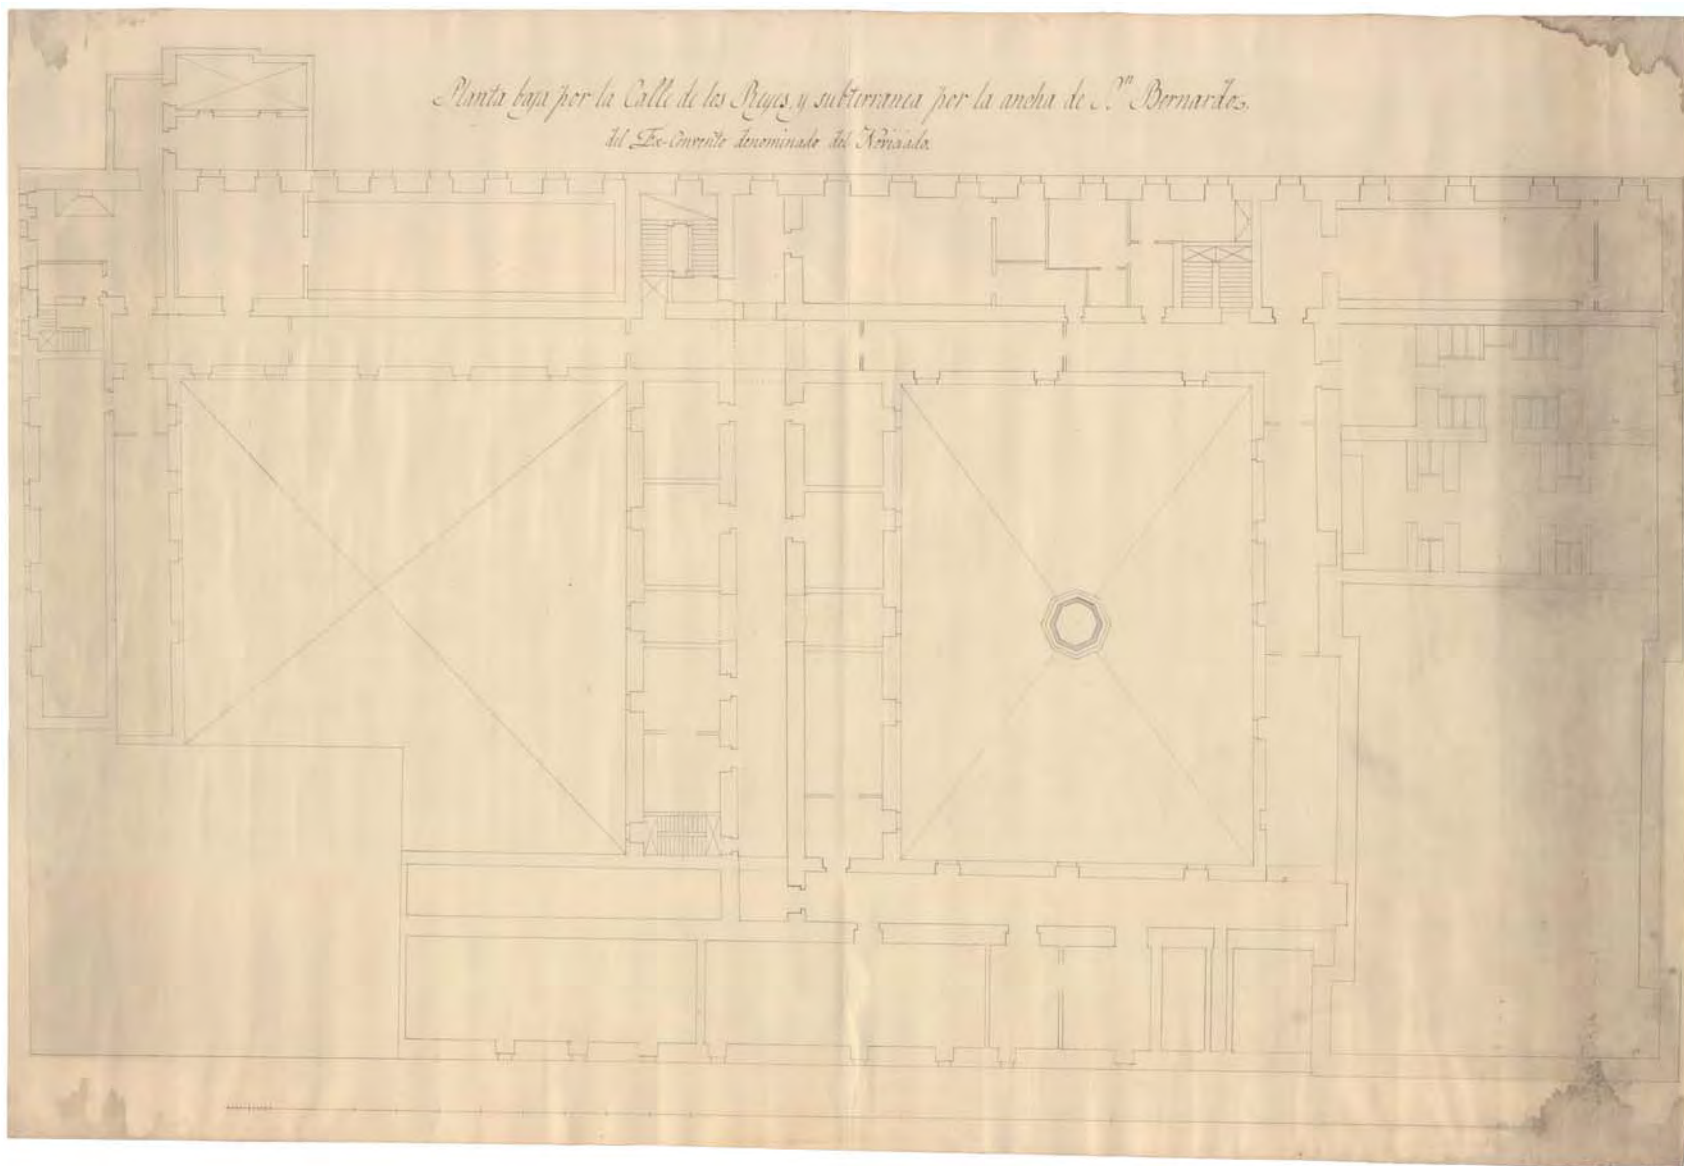 Planta baja por la Calle de los Reyes, y subterranea por la ancha de S.ⁿ Bernardo.
del Ex-Convento denominado del Noviciado.